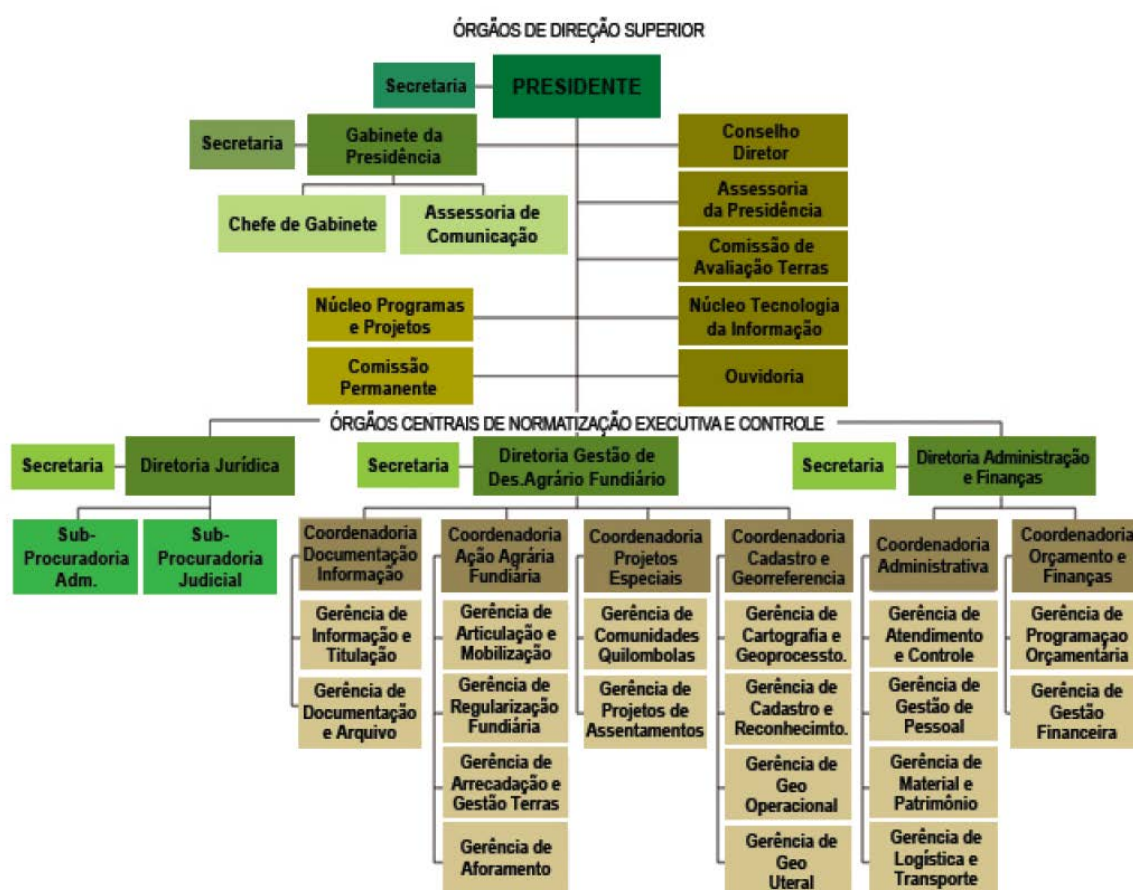 ÓRGÃOS DE DIREÇÃO SUPERIOR
Secretaria
PRESIDENTE
Secretaria
Gabinete da
Presidência
Conselho
Diretor
Chefe de Gabinete
Assessoria de
Comunicação
Assessoria
da Presidência
Comissão de
Avaliação Terras
Núcleo Programas
e Projetos
Núcleo Tecnologia
da Informação
Comissão
Permanente
Ouvidoria
ÓRGÃOS CENTRAIS DE NORMATIZAÇÃO EXECUTIVA E CONTROLE
Secretaria
Diretoria Jurídica
Secretaria
Diretoria Gestão de
Des.Agrário Fundiário
Secretaria
Diretoria Administração
e Finanças
Sub-
Procuradoria
Adm.
Sub-
Procuradoria
Judicial
Coordenadoria
Documentação
Informação
Gerência de
Informação e
Titulação
Gerência de
Documentação
e Arquivo
Coordenadoria
Ação Agrária
Fundiária
Gerência de
Articulação e
Mobilização
Gerência de
Regularização
Fundiária
Gerência de
Arrecadação e
Gestão Terras
Gerência de
Aforamento
Coordenadoria
Projetos
Especiais
Gerência de
Comunidades
Quilombolas
Gerência de
Projetos de
Assentamentos
Coordenadoria
Cadastro e
Georreferencia
Gerência de
Cartografia e
Geoprocessto.
Gerência de
Cadastro e
Reconhecimto.
Gerência de
Geo
Operacional
Gerência de
Geo
Uteral
Coordenadoria
Administrativa
Gerência de
Atendimento
e Controle
Gerência de
Gestão de
Pessoal
Gerência de
Material e
Patrimônio
Gerência de
Logística e
Transporte
Coordenadoria
Orçamento e
Finanças
Gerência de
Programaçao
Orçamentária
Gerência de
Gestão
Financeira